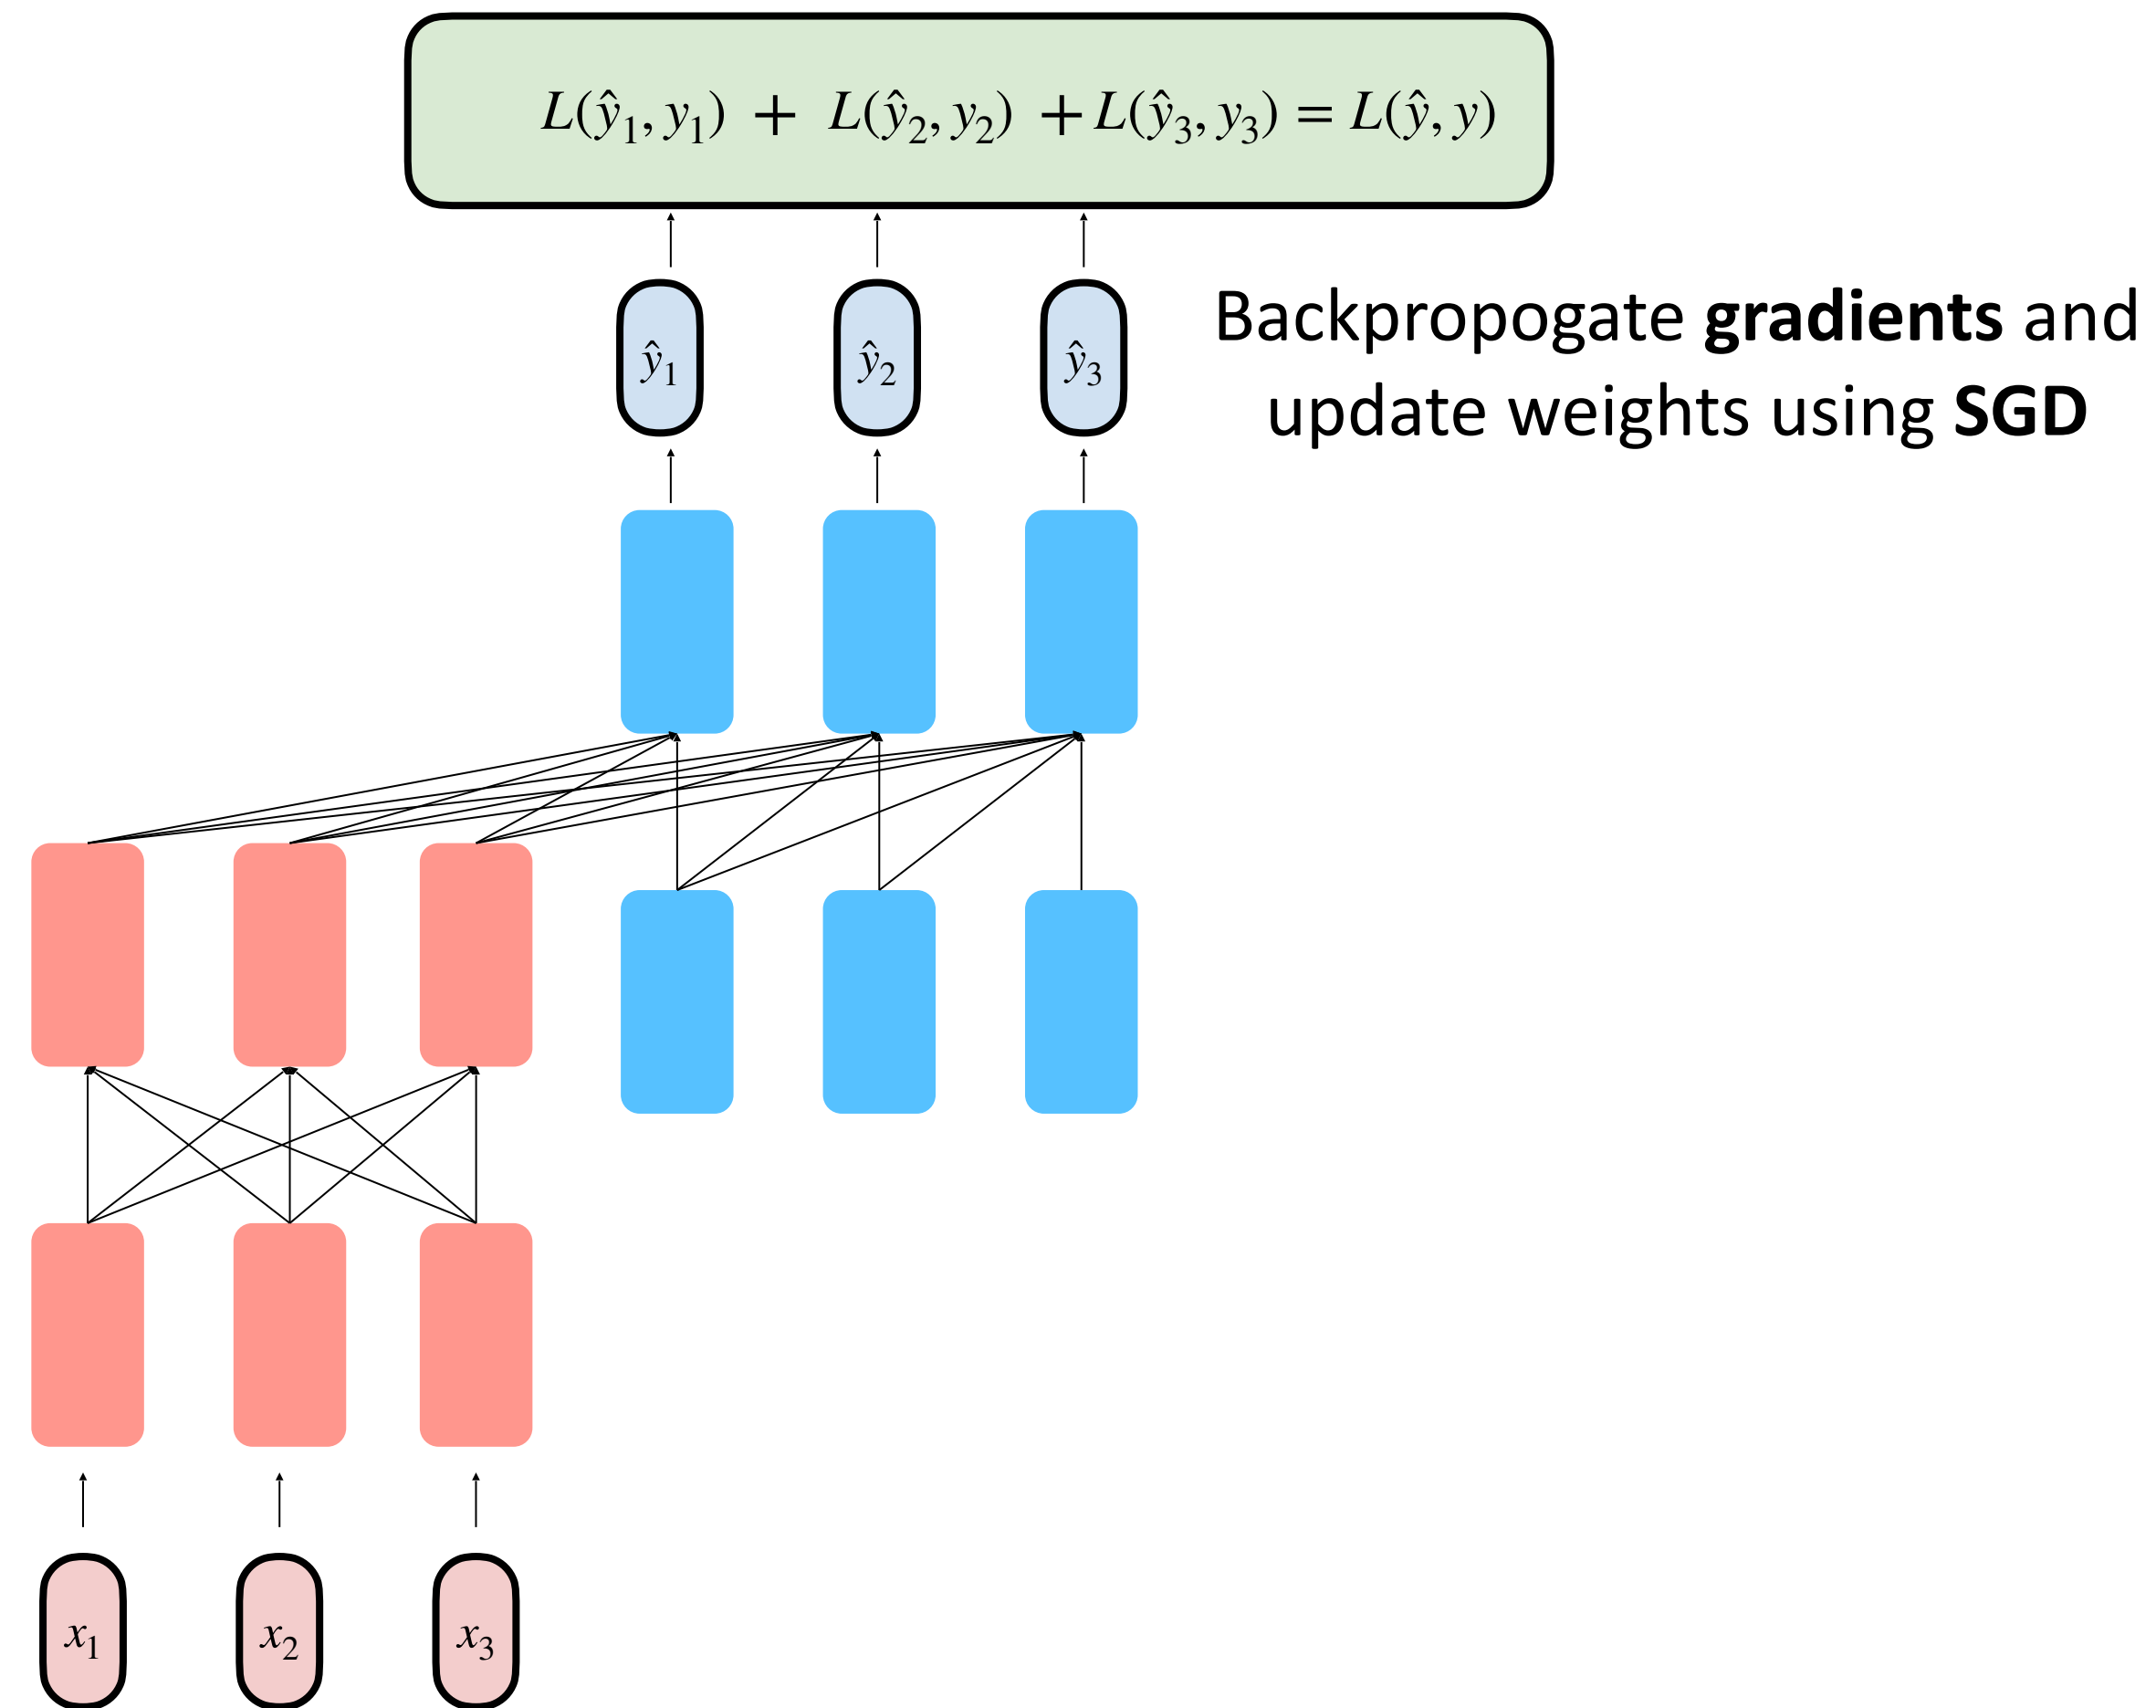 L(ŷ₁, y₁) + L(ŷ₂, y₂) + L(ŷ₃, y₃) = L(ŷ, y)
ŷ₁ ŷ₂ ŷ₃
Backpropogate gradients and
update weights using SGD
x₁ x₂ x₃